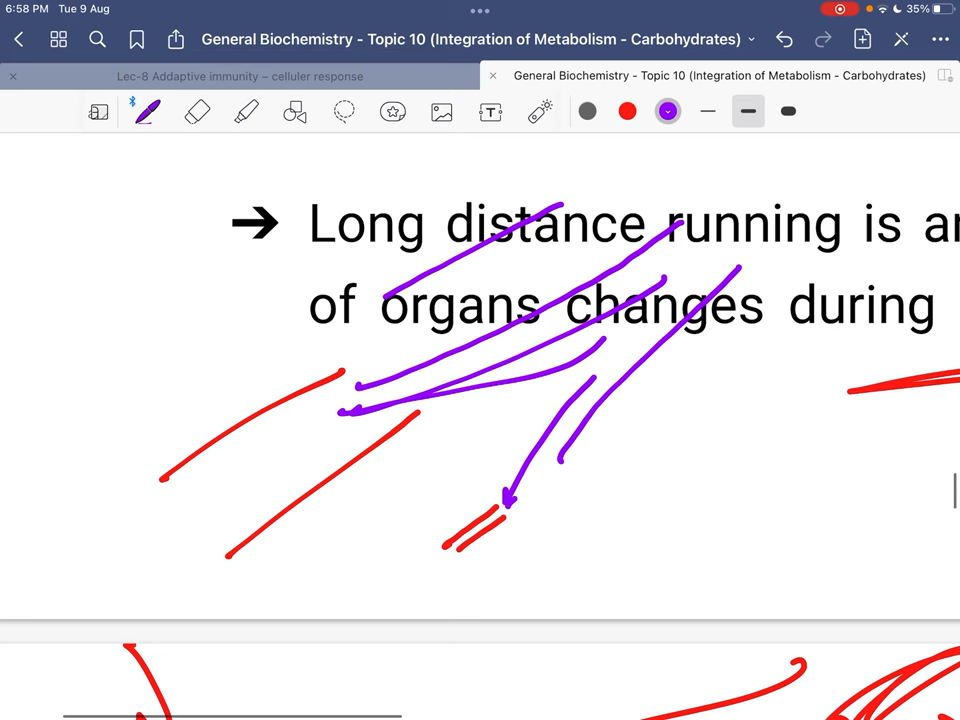 6:58 PM Tue 9 Aug 35%
General Biochemistry - Topic 10 (Integration of Metabolism - Carbohydrates)
Lec-8 Addaptive immunity – celluler response
General Biochemistry - Topic 10 (Integration of Metabolism - Carbohydrates)
T
➔ Long distance running is
of organs changes during